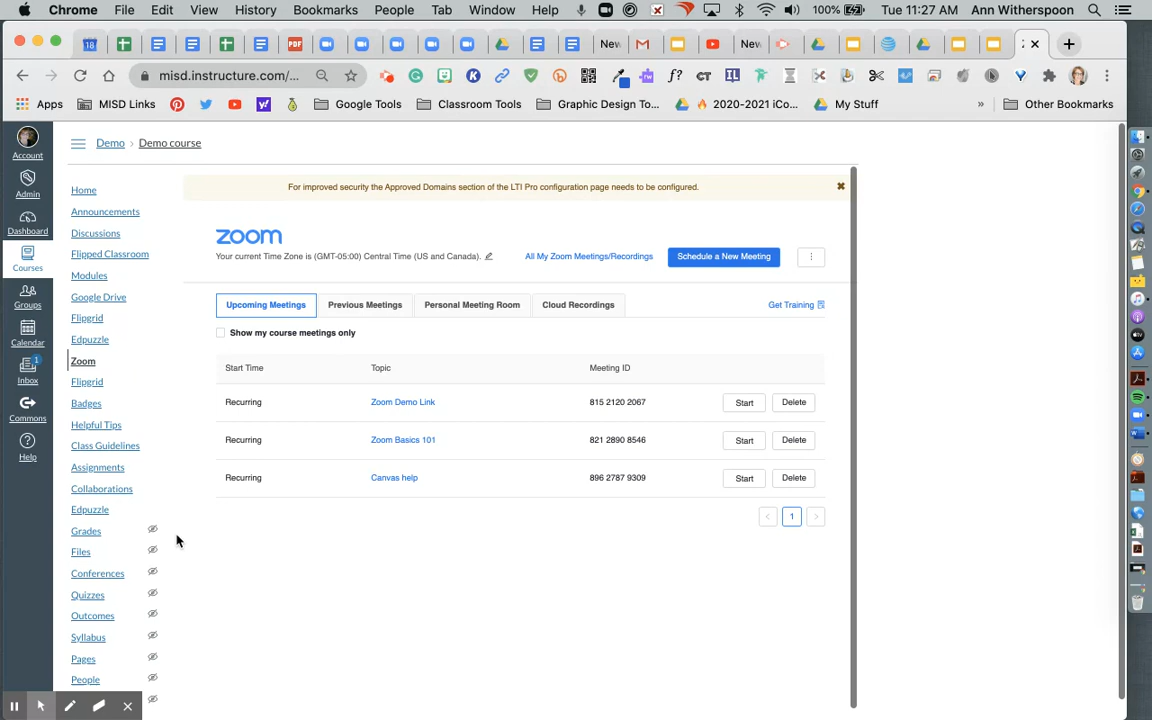 Chrome File Edit View History Bookmarks People Tab Window Help 100% Tue 11:27 AM Ann Witherspoon
18 PDF New New
misd.instructure.com/...
Apps MISD Links Google Tools Classroom Tools Graphic Design To... 2020-2021 iCo... My Stuff » Other Bookmarks
Account
Admin
Dashboard
Courses
Groups
Calendar
1
Inbox
Commons
Help
Demo › Demo course
Home
Announcements
Discussions
Flipped Classroom
Modules
Google Drive
Flipgrid
Edpuzzle
Zoom
Flipgrid
Badges
Helpful Tips
Class Guidelines
Assignments
Collaborations
Edpuzzle
Grades
Files
Conferences
Quizzes
Outcomes
Syllabus
Pages
People
For improved security the Approved Domains section of the LTI Pro configuration page needs to be configured.
zoom
Your current Time Zone is (GMT-05:00) Central Time (US and Canada). All My Zoom Meetings/Recordings Schedule a New Meeting
Upcoming Meetings Previous Meetings Personal Meeting Room Cloud Recordings Get Training
Show my course meetings only
Start Time Topic Meeting ID
Recurring Zoom Demo Link 815 2120 2067 Start Delete
Recurring Zoom Basics 101 821 2890 8546 Start Delete
Recurring Canvas help 896 2787 9309 Start Delete
< 1 >